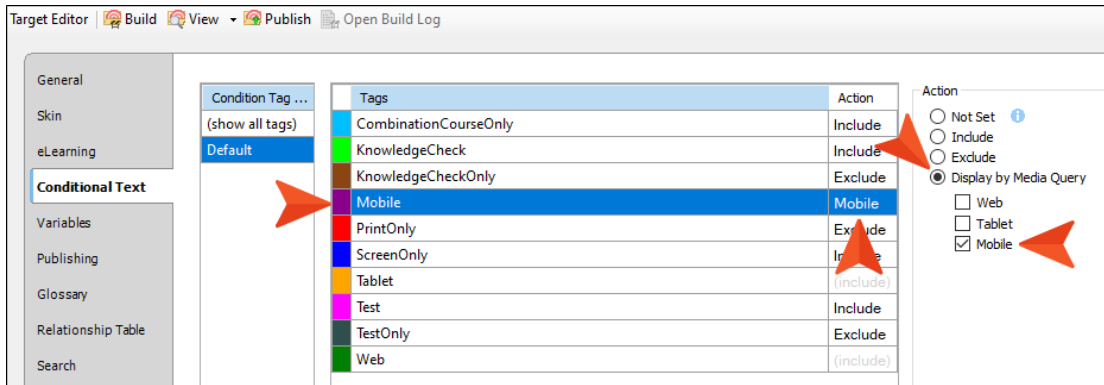 Target Editor Build View Publish Open Build Log
General
Skin
eLearning
Conditional Text
Variables
Publishing
Glossary
Relationship Table
Search
Condition Tag ...
(show all tags)
Default
Tags Action
CombinationCourseOnly Include
KnowledgeCheck Include
KnowledgeCheckOnly Exclude
Mobile Mobile
PrintOnly Exclude
ScreenOnly
Tablet (include)
Test Include
TestOnly Exclude
Web (include)
Action
Not Set
Include
Exclude
Display by Media Query
Web
Tablet
Mobile